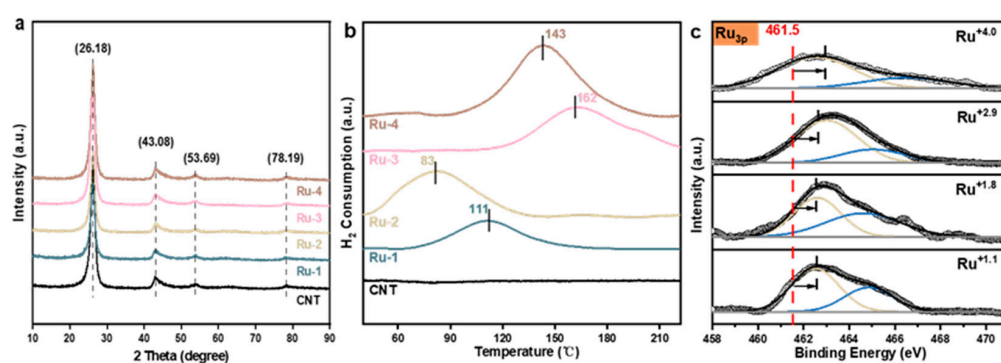 a
(26.18)
(43.08)
(53.69)
(78.19)
Ru-4
Ru-3
Ru-2
Ru-1
CNT
Intensity (a.u.)
10 20 30 40 50 60 70 80 90
2 Theta (degree)
b
143
Ru-4
162
Ru-3
83
Ru-2
111
Ru-1
CNT
H2 Consumption (a.u.)
60 90 120 150 180 210
Temperature (℃)
c
Ru3p
461.5
Ru+4.0
Ru+2.9
Ru+1.8
Ru+1.1
Intensity (a.u.)
458 460 462 464 466 468 470
Binding Energy (eV)